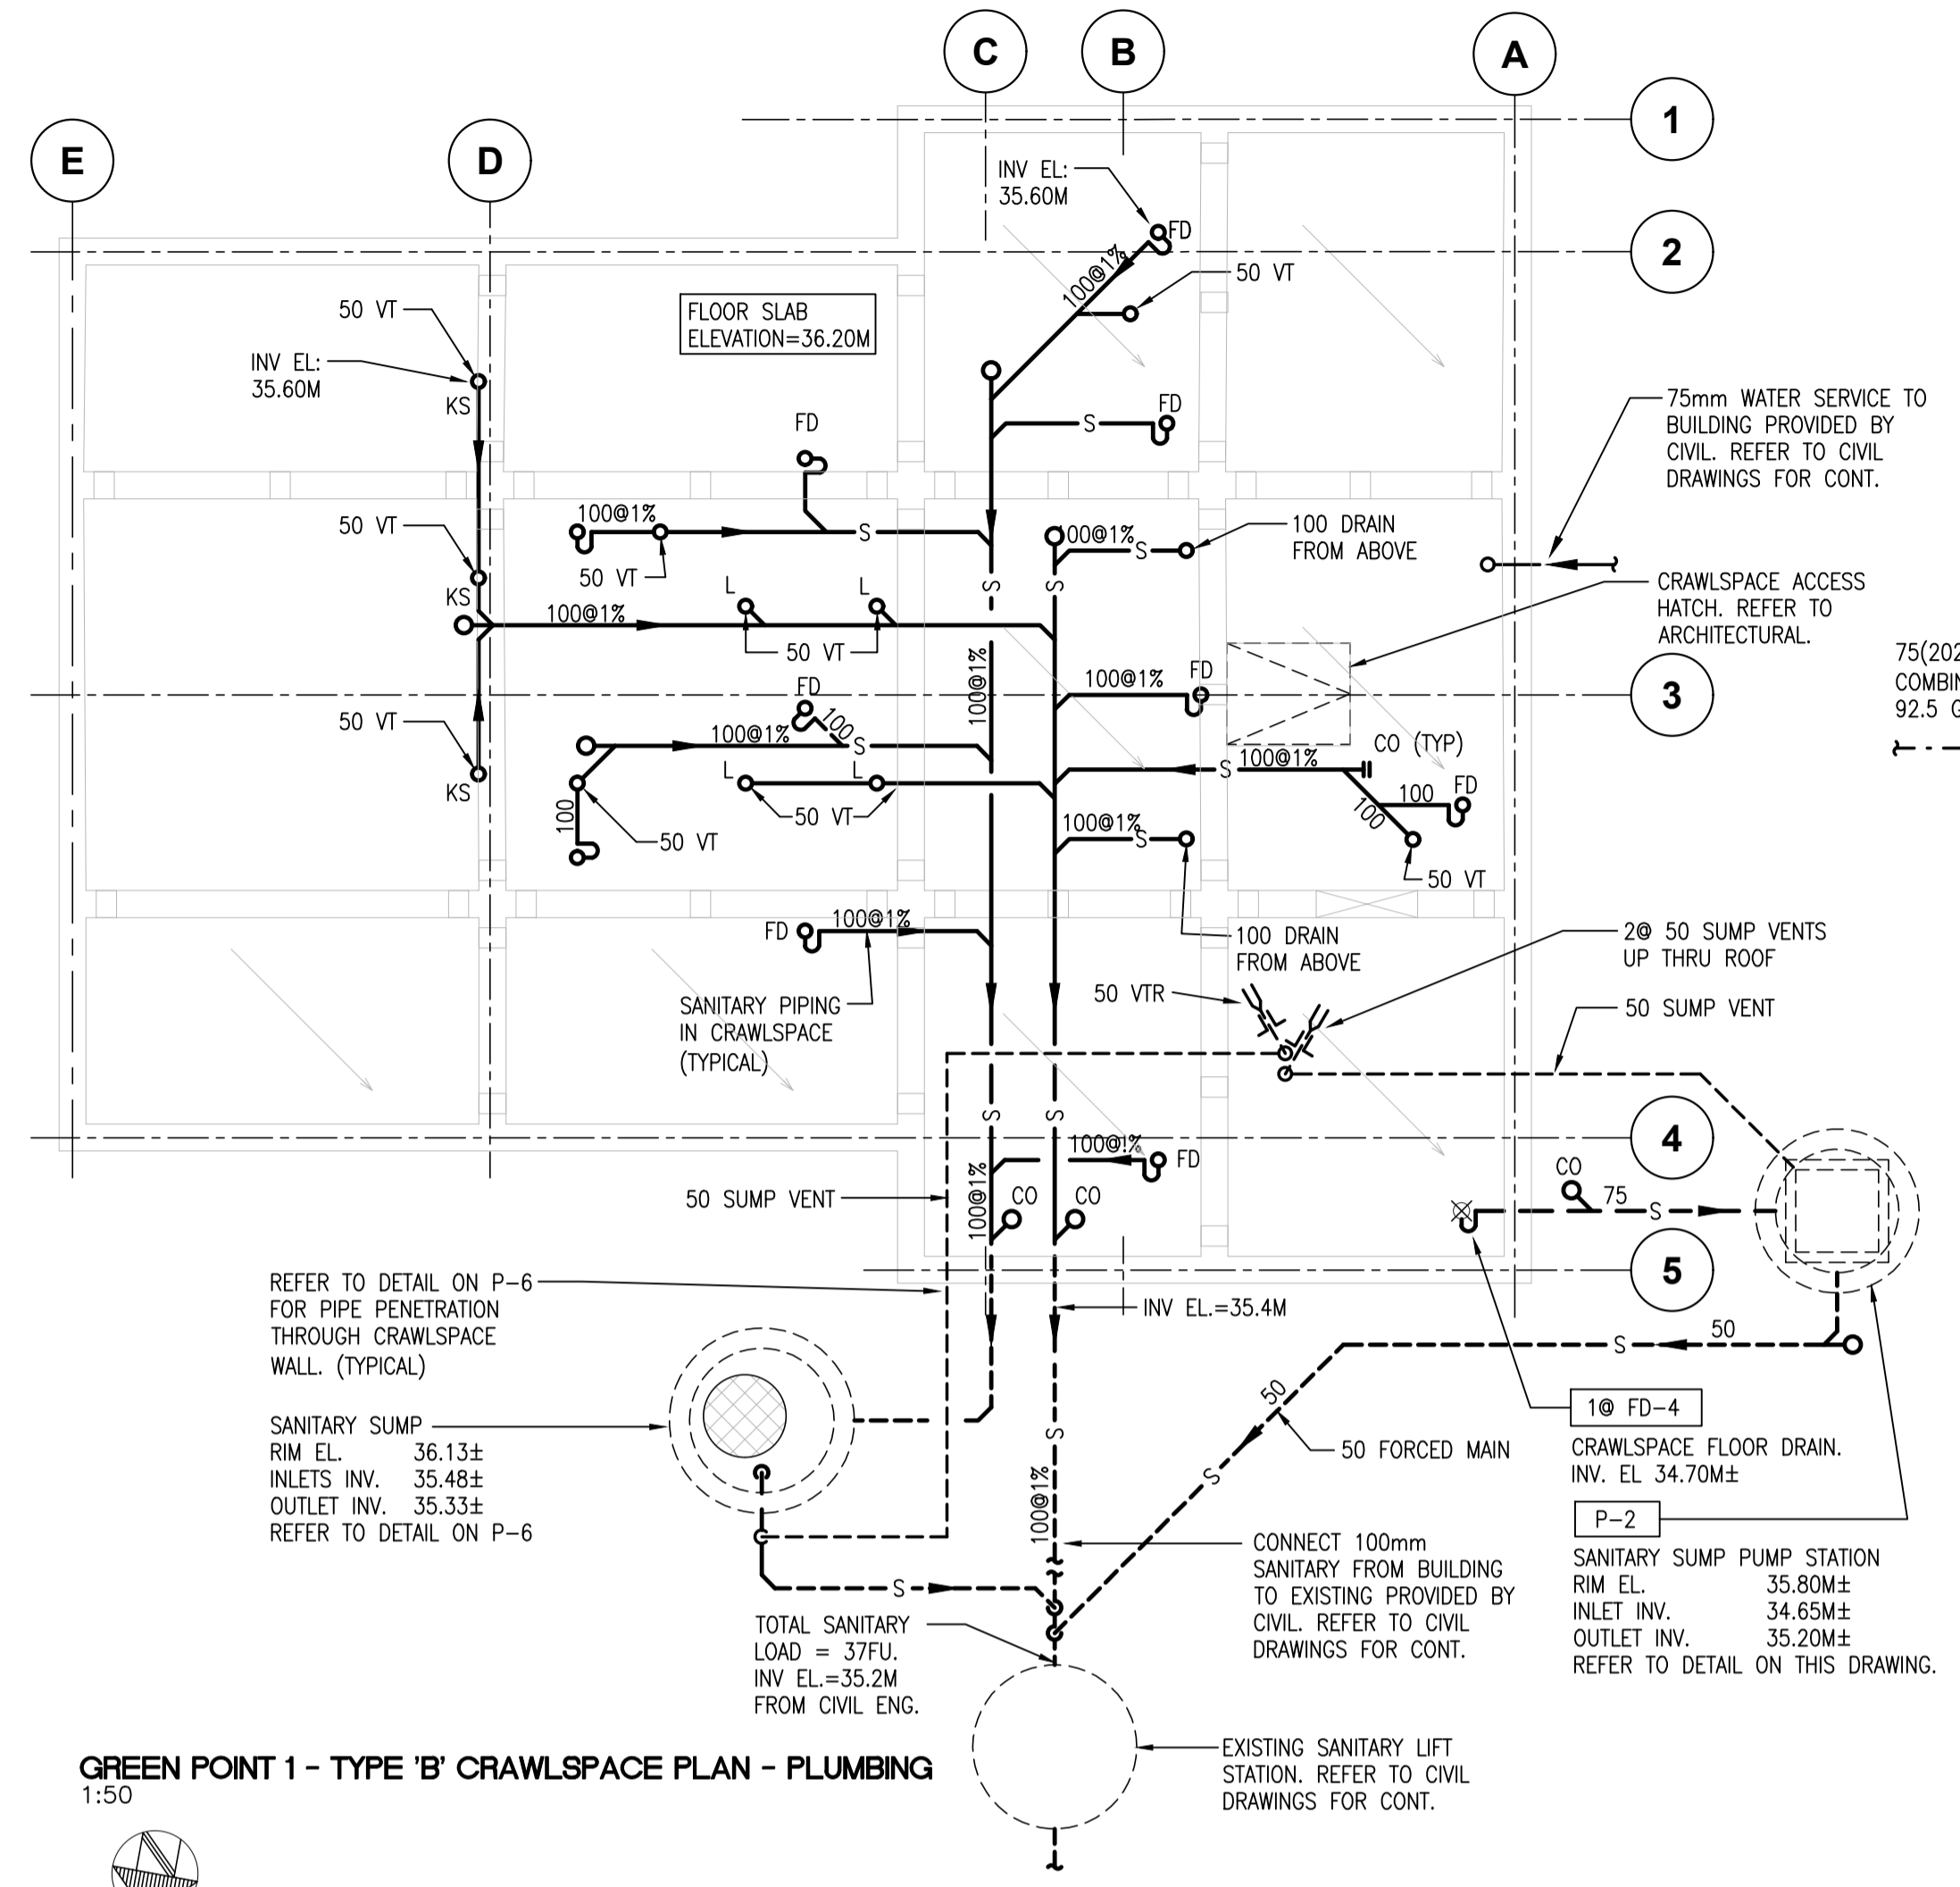 C
B
A
E
D
1
2
INV EL:
35.60M
FD
100@1%
50 VT
50 VT
INV EL:
35.60M
KS
FLOOR SLAB
ELEVATION=36.20M
FD
FD
S
75mm WATER SERVICE TO
BUILDING PROVIDED BY
CIVIL. REFER TO CIVIL
DRAWINGS FOR CONT.
50 VT
KS
100@1%
S
50 VT
S
S
00@1%
S
100 DRAIN
FROM ABOVE
CRAWLSPACE ACCESS
HATCH. REFER TO
ARCHITECTURAL.
100@1%
L
L
50 VT
100@1%
3
75(202
COMBIN
92.5 G
50 VT
KS
FD
100
100@1%
S
100@1%
FD
CO (TYP)
S
100@1%
100
FD
100
50 VT
L
L
50 VT
100
50 VT
100@1%
S
100 DRAIN
FROM ABOVE
FD
100@1%
SANITARY PIPING
IN CRAWLSPACE
(TYPICAL)
2@ 50 SUMP VENTS
UP THRU ROOF
50 VTR
50 SUMP VENT
S
S
4
100@!%
FD
100@1%
CO
CO
50 SUMP VENT
CO
75
S
5
REFER TO DETAIL ON P-6
FOR PIPE PENETRATION
THROUGH CRAWLSPACE
WALL. (TYPICAL)
INV EL.=35.4M
50
S
SANITARY SUMP
RIM EL. 36.13±
INLETS INV. 35.48±
OUTLET INV. 35.33±
REFER TO DETAIL ON P-6
S
100@1%
50
50 FORCED MAIN
S
1@ FD-4
CRAWLSPACE FLOOR DRAIN.
INV. EL 34.70M±
P-2
SANITARY SUMP PUMP STATION
RIM EL. 35.80M±
INLET INV. 34.65M±
OUTLET INV. 35.20M±
REFER TO DETAIL ON THIS DRAWING.
CONNECT 100mm
SANITARY FROM BUILDING
TO EXISTING PROVIDED BY
CIVIL. REFER TO CIVIL
DRAWINGS FOR CONT.
S
TOTAL SANITARY
LOAD = 37FU.
INV EL.=35.2M
FROM CIVIL ENG.
EXISTING SANITARY LIFT
STATION. REFER TO CIVIL
DRAWINGS FOR CONT.
GREEN POINT 1 - TYPE 'B' CRAWLSPACE PLAN - PLUMBING
1:50